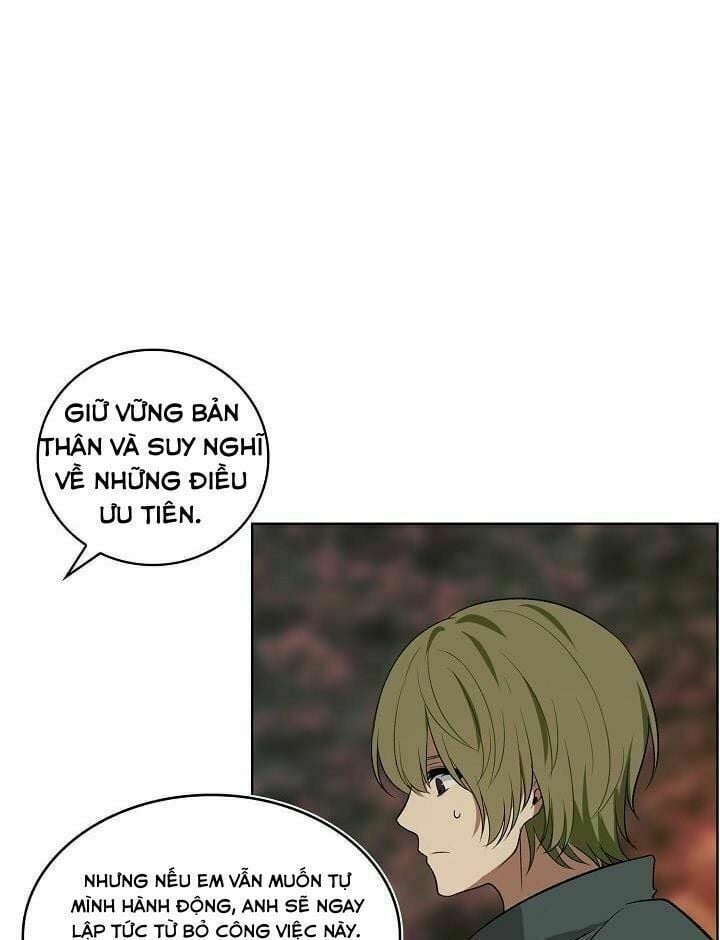 GIỮ VỮNG BẢN
THÂN VÀ SUY NGHĨ
VỀ NHỮNG ĐIỀU
ƯU TIÊN.
NHƯNG NẾU EM VẪN MUỐN TỰ
MÌNH HÀNH ĐỘNG, ANH SẼ NGAY
LẬP TỨC TỪ BỎ CÔNG VIỆC NÀY.